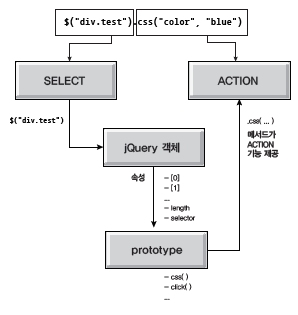 $("div.test").css("color", "blue")
SELECT
ACTION
$("div.test")
.css( ... )
메서드가
ACTION
기능 제공
jQuery 객체
속성
– [0]
– [1]
...
– length
– selector
prototype
– css( )
– click( )
...